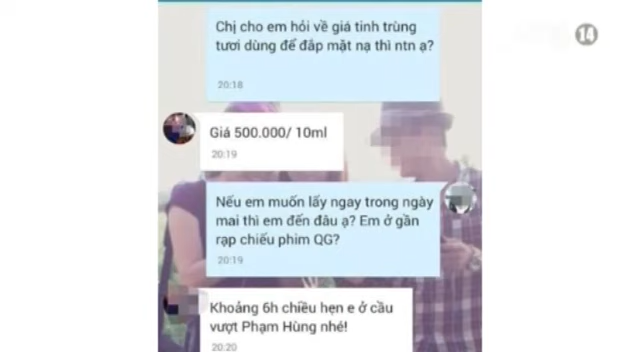 14
Chị cho em hỏi về giá tinh trùng
tươi dùng để đắp mặt nạ thì ntn ạ?
20:18
Giá 500.000/ 10ml
20:19
Nếu em muốn lấy ngay trong ngày
mai thì em đến đâu ạ? Em ở gần
rạp chiếu phim QG?
20:19
Khoảng 6h chiều hẹn e ở cầu
vượt Phạm Hùng nhé!
20:20